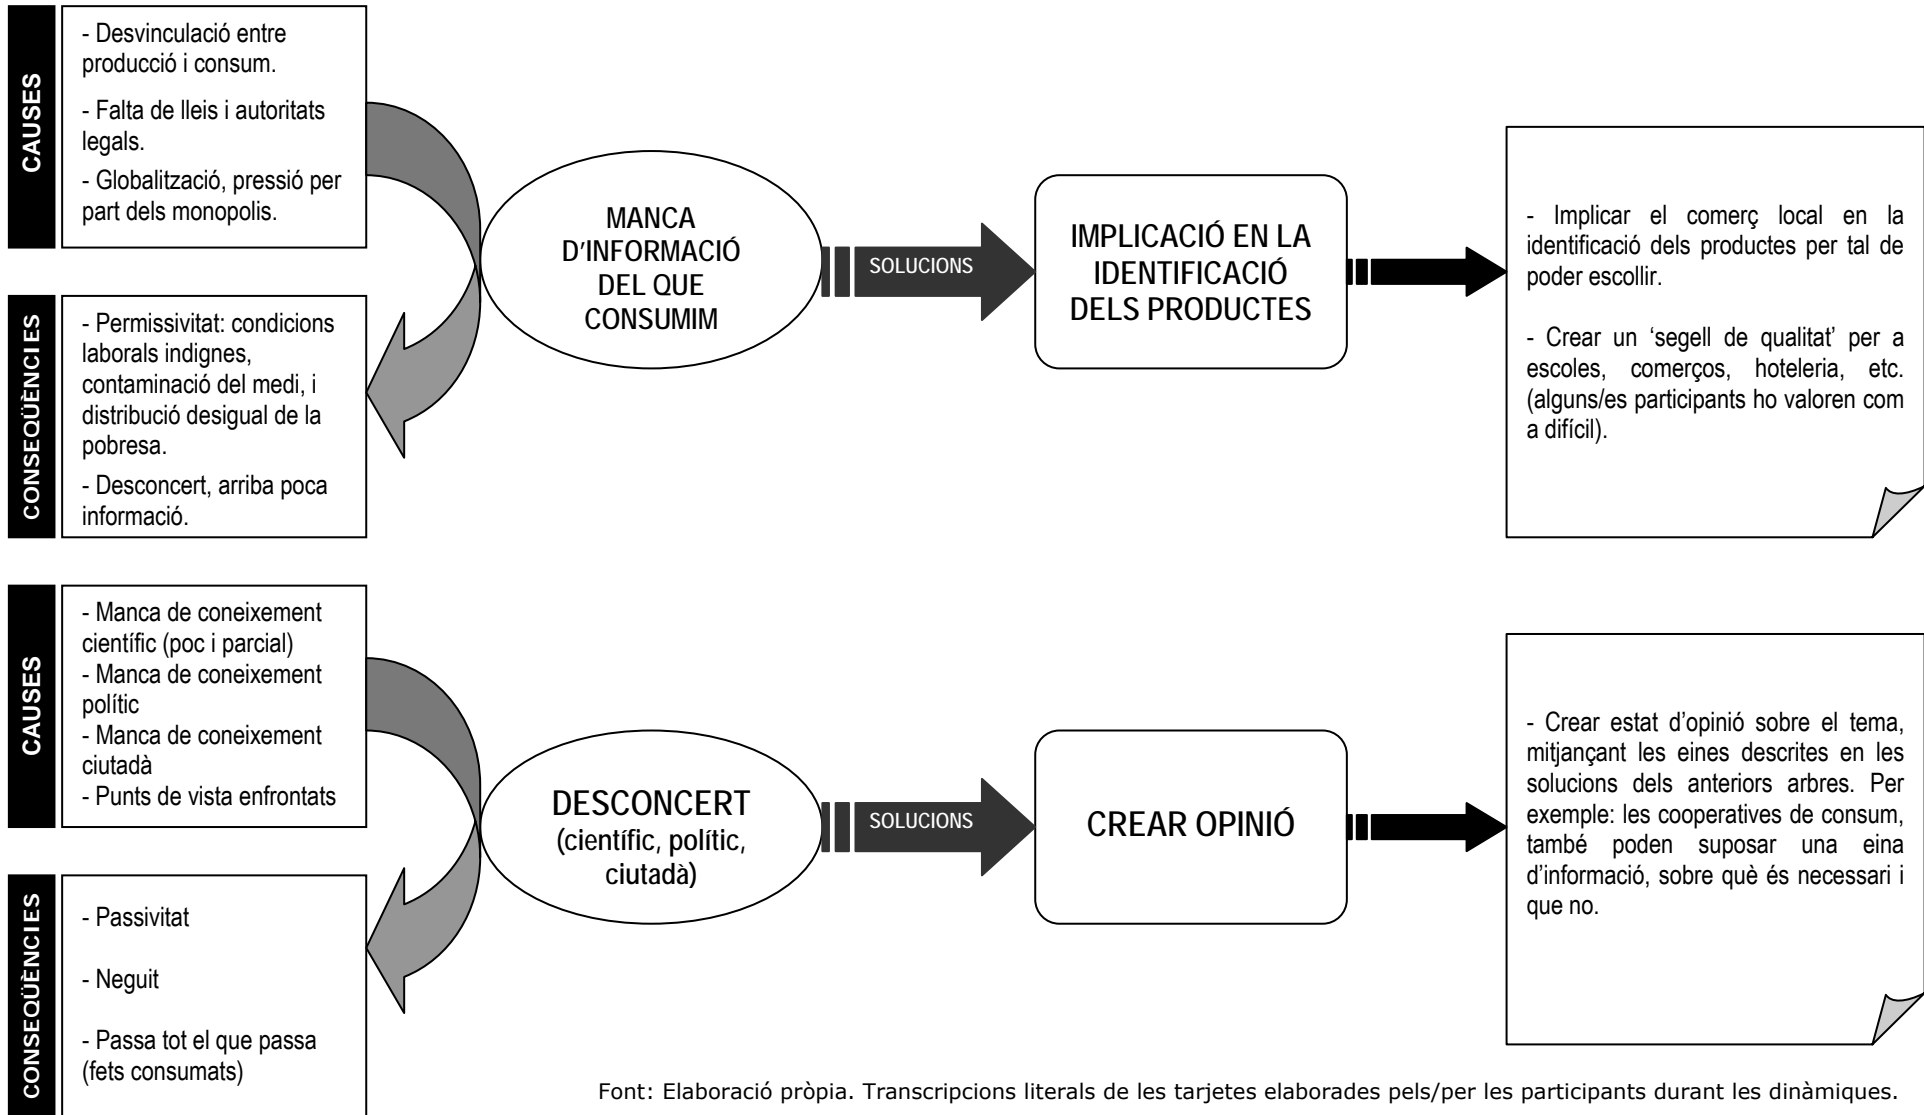 CAUSES
- Desvinculació entre
producció i consum.
- Falta de lleis i autoritats
legals.
- Globalització, pressió per
part dels monopolis.
CONSEQÜÈNCIES
- Permissivitat: condicions
laborals indignes,
contaminació del medi, i
distribució desigual de la
pobresa.
- Desconcert, arriba poca
informació.
MANCA
D'INFORMACIÓ
DEL QUE
CONSUMIM
SOLUCIONS
IMPLICACIÓ EN LA
IDENTIFICACIÓ
DELS PRODUCTES
- Implicar el comerç local en la
identificació dels productes per tal de
poder escollir.
- Crear un ‘segell de qualitat’ per a
escoles, comerços, hoteleria, etc.
(alguns/es participants ho valoren com
a difícil).
CAUSES
- Manca de coneixement
científic (poc i parcial)
- Manca de coneixement
polític
- Manca de coneixement
ciutadà
- Punts de vista enfrontats
CONSEQÜÈNCIES
- Passivitat
- Neguit
- Passa tot el que passa
(fets consumats)
DESCONCERT
(científic, polític,
ciutadà)
SOLUCIONS
CREAR OPINIÓ
- Crear estat d’opinió sobre el tema,
mitjançant les eines descrites en les
solucions dels anteriors arbres. Per
exemple: les cooperatives de consum,
també poden suposar una eina
d’informació, sobre què és necessari i
que no.
Font: Elaboració pròpia. Transcripcions literals de les tarjetes elaborades pels/per les participants durant les dinàmiques.